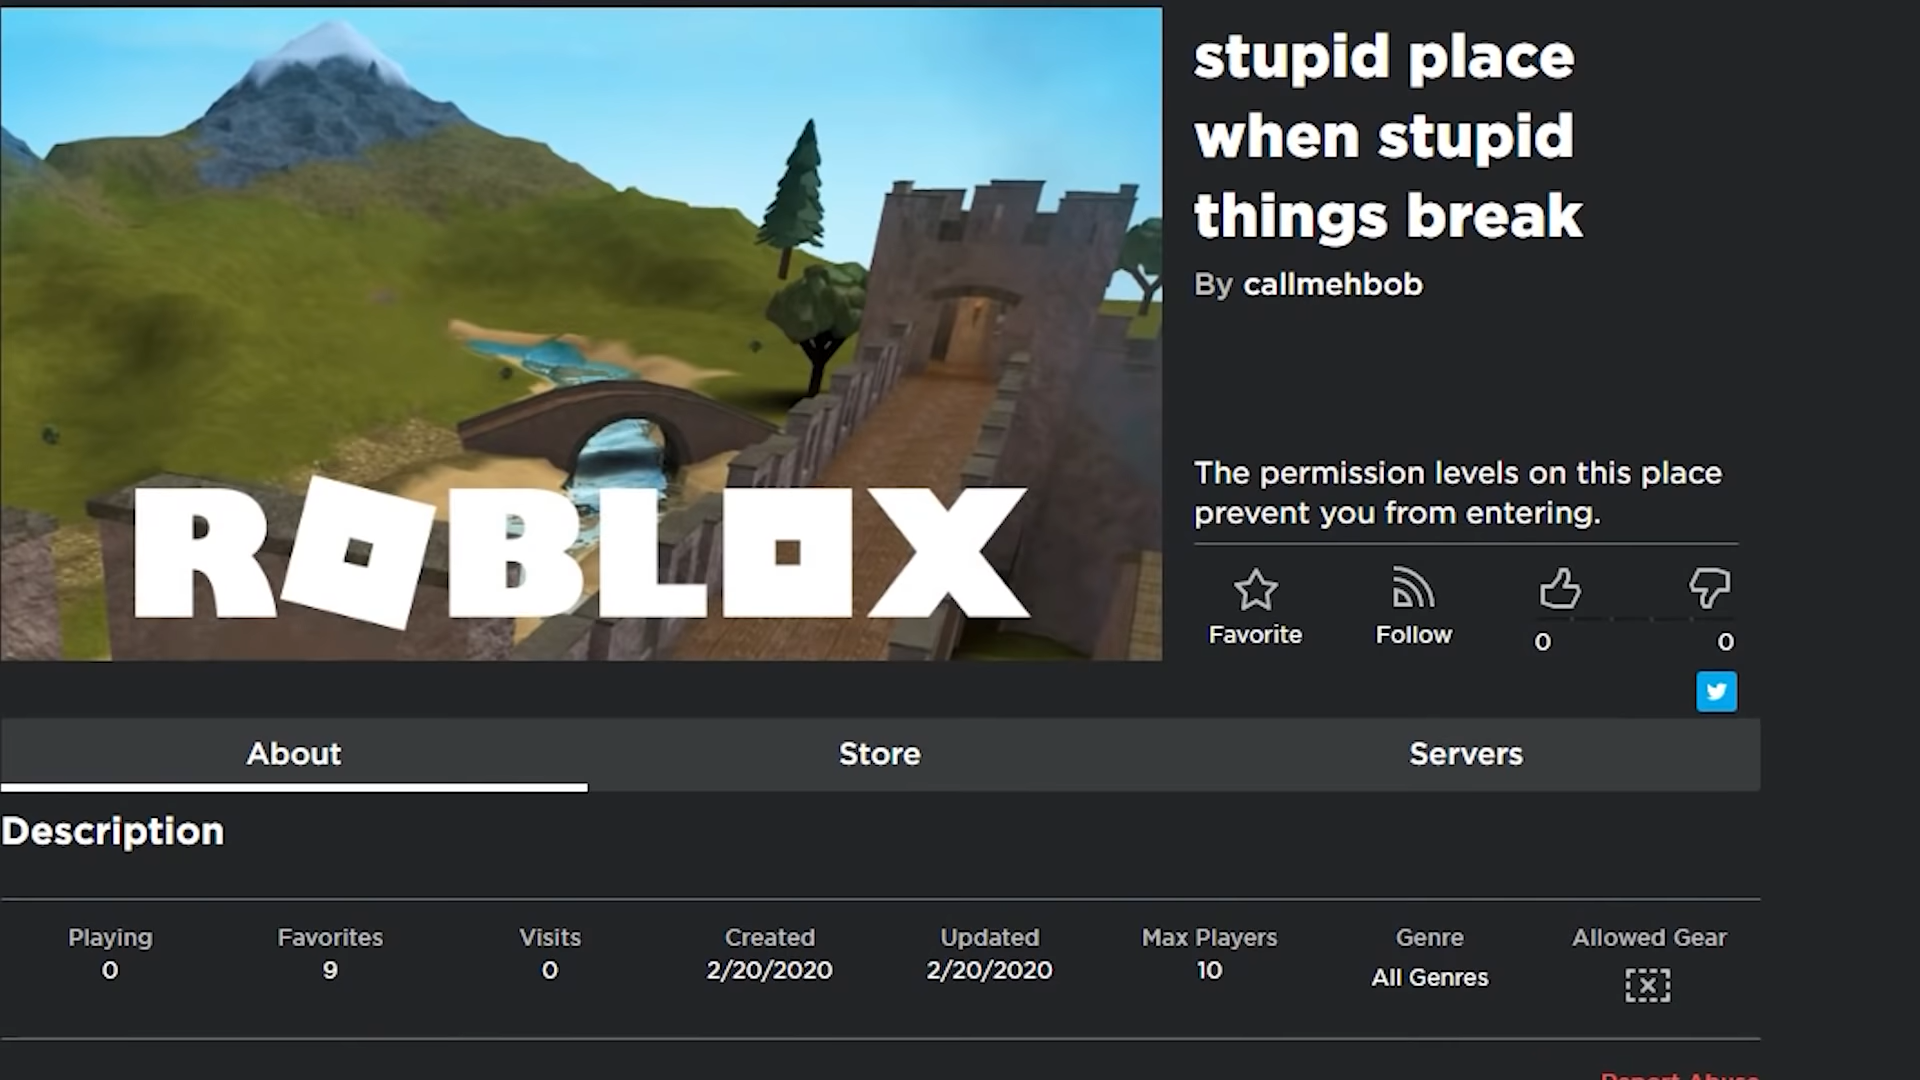 stupid place
when stupid
things break
By callmehbob
The permission levels on this place
prevent you from entering.
Favorite
Follow
0
0
ROBLOX
About
Store
Servers
Description
Playing
Favorites
Visits
Created
Updated
Max Players
Genre
Allowed Gear
0
9
0
2/20/2020
2/20/2020
10
All Genres
Report Abuse